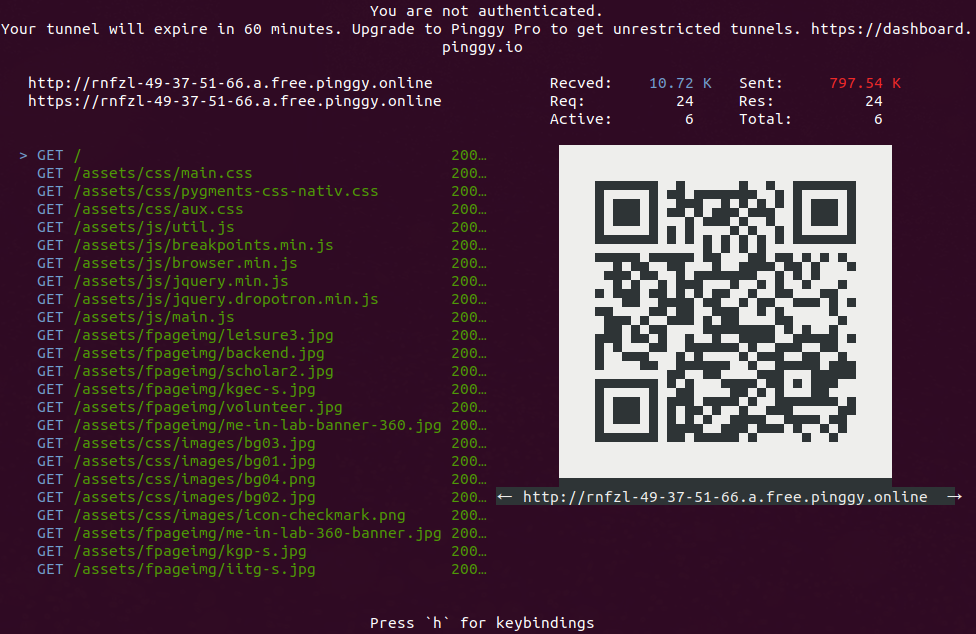 You are not authenticated.
Your tunnel will expire in 60 minutes. Upgrade to Pinggy Pro to get unrestricted tunnels. https://dashboard.
pinggy.io
http://rnfzl-49-37-51-66.a.free.pinggy.online
https://rnfzl-49-37-51-66.a.free.pinggy.online
Recved: 10.72 K Sent: 797.54 K
Req: 24 Res: 24
Active: 6 Total: 6
> GET / 200…
GET /assets/css/main.css 200…
GET /assets/css/pygments-css-nativ.css 200…
GET /assets/css/aux.css 200…
GET /assets/js/util.js 200…
GET /assets/js/breakpoints.min.js 200…
GET /assets/js/browser.min.js 200…
GET /assets/js/jquery.min.js 200…
GET /assets/js/jquery.dropotron.min.js 200…
GET /assets/js/main.js 200…
GET /assets/fpageimg/leisure3.jpg 200…
GET /assets/fpageimg/backend.jpg 200…
GET /assets/fpageimg/scholar2.jpg 200…
GET /assets/fpageimg/kgec-s.jpg 200…
GET /assets/fpageimg/volunteer.jpg 200…
GET /assets/fpageimg/me-in-lab-banner-360.jpg 200…
GET /assets/css/images/bg03.jpg 200…
GET /assets/css/images/bg01.jpg 200…
GET /assets/css/images/bg04.png 200…
GET /assets/css/images/bg02.jpg 200…
GET /assets/css/images/icon-checkmark.png 200…
GET /assets/fpageimg/me-in-lab-360-banner.jpg 200…
GET /assets/fpageimg/kgp-s.jpg 200…
GET /assets/fpageimg/iitg-s.jpg 200…
← http://rnfzl-49-37-51-66.a.free.pinggy.online →
Press `h` for keybindings